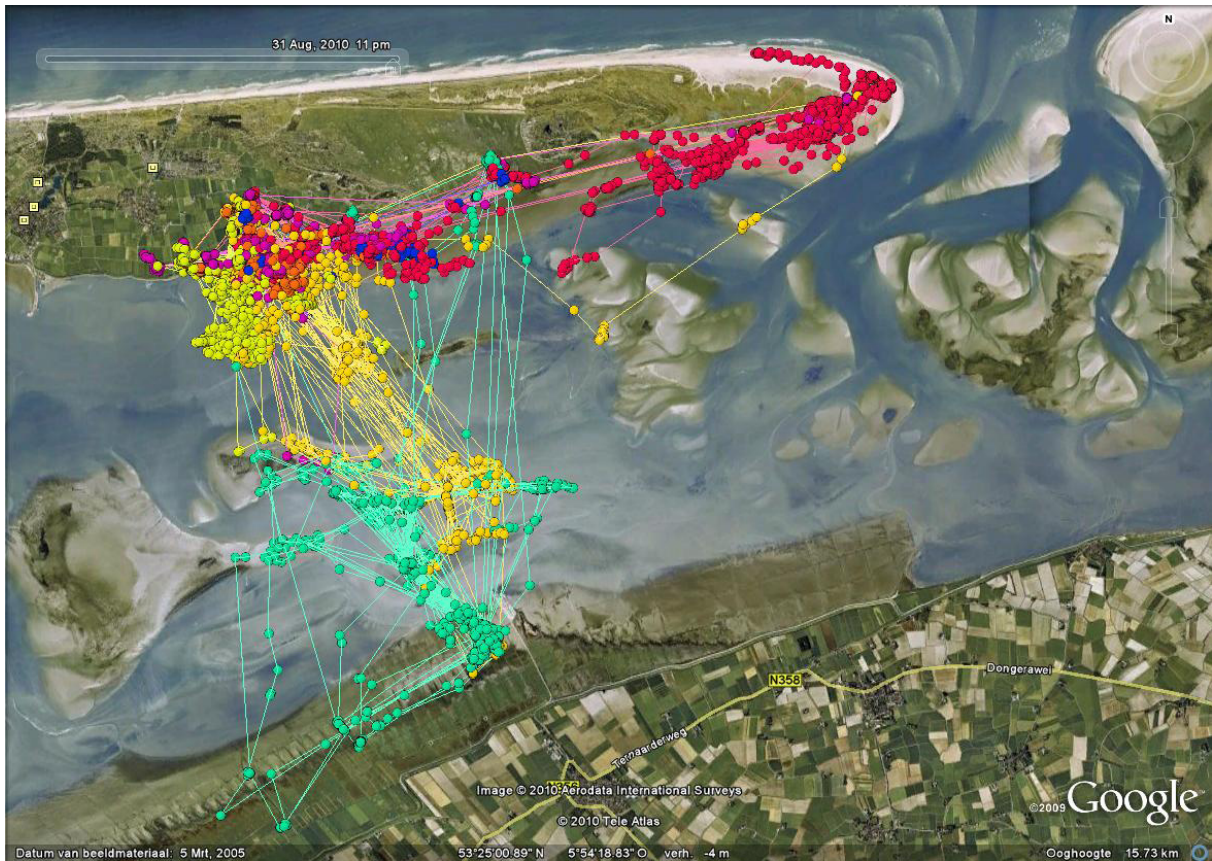 31 Aug, 2010 11 pm
N
N358
Dongerawei
Ternaarderweg
Image © 2010 Aerodata International Surveys
© 2010 Tele Atlas
©2009 Google
Datum van beeldmateriaal: 5 Mrt, 2005 53°25'00.89" N 5°54'18.83" O verh. -4 m Ooghoogte 15.73 km